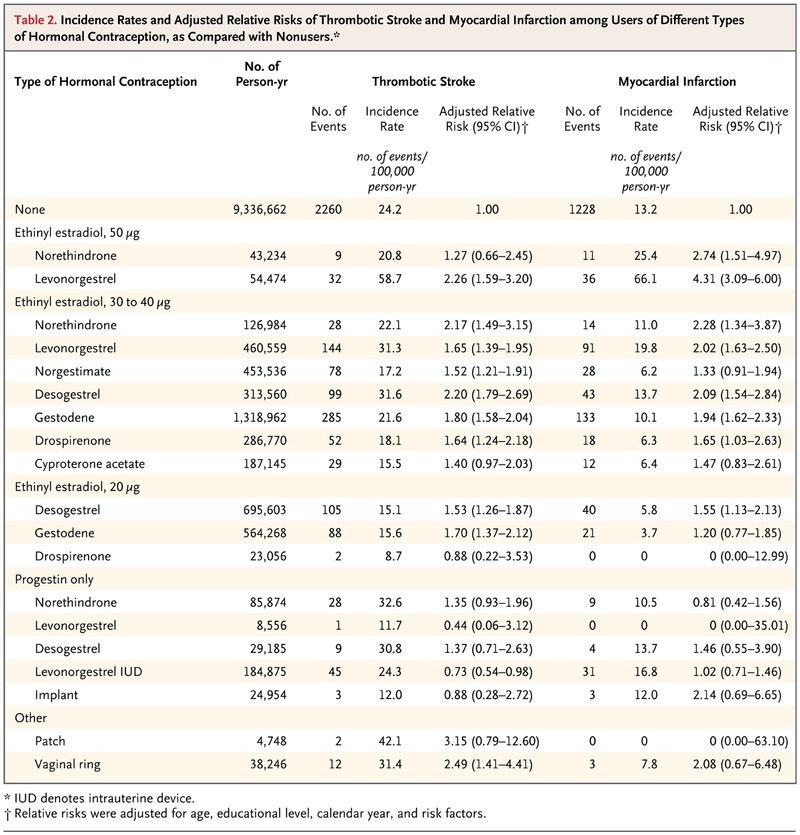 Table 2. Incidence Rates and Adjusted Relative Risks of Thrombotic Stroke and Myocardial Infarction among Users of Different Types
of Hormonal Contraception, as Compared with Nonusers.*
Type of Hormonal Contraception No. of Person-yr Thrombotic Stroke Myocardial Infarction
No. of Events Incidence Rate Adjusted Relative Risk (95% CI)† No. of Events Incidence Rate Adjusted Relative Risk (95% CI)†
no. of events/ 100,000 person-yr no. of events/ 100,000 person-yr
None 9,336,662 2260 24.2 1.00 1228 13.2 1.00
Ethinyl estradiol, 50 µg
Norethindrone 43,234 9 20.8 1.27 (0.66–2.45) 11 25.4 2.74 (1.51–4.97)
Levonorgestrel 54,474 32 58.7 2.26 (1.59–3.20) 36 66.1 4.31 (3.09–6.00)
Ethinyl estradiol, 30 to 40 µg
Norethindrone 126,984 28 22.1 2.17 (1.49–3.15) 14 11.0 2.28 (1.34–3.87)
Levonorgestrel 460,559 144 31.3 1.65 (1.39–1.95) 91 19.8 2.02 (1.63–2.50)
Norgestimate 453,536 78 17.2 1.52 (1.21–1.91) 28 6.2 1.33 (0.91–1.94)
Desogestrel 313,560 99 31.6 2.20 (1.79–2.69) 43 13.7 2.09 (1.54–2.84)
Gestodene 1,318,962 285 21.6 1.80 (1.58–2.04) 133 10.1 1.94 (1.62–2.33)
Drospirenone 286,770 52 18.1 1.64 (1.24–2.18) 18 6.3 1.65 (1.03–2.63)
Cyproterone acetate 187,145 29 15.5 1.40 (0.97–2.03) 12 6.4 1.47 (0.83–2.61)
Ethinyl estradiol, 20 µg
Desogestrel 695,603 105 15.1 1.53 (1.26–1.87) 40 5.8 1.55 (1.13–2.13)
Gestodene 564,268 88 15.6 1.70 (1.37–2.12) 21 3.7 1.20 (0.77–1.85)
Drospirenone 23,056 2 8.7 0.88 (0.22–3.53) 0 0 0 (0.00–12.99)
Progestin only
Norethindrone 85,874 28 32.6 1.35 (0.93–1.96) 9 10.5 0.81 (0.42–1.56)
Levonorgestrel 8,556 1 11.7 0.44 (0.06–3.12) 0 0 0 (0.00–35.01)
Desogestrel 29,185 9 30.8 1.37 (0.71–2.63) 4 13.7 1.46 (0.55–3.90)
Levonorgestrel IUD 184,875 45 24.3 0.73 (0.54–0.98) 31 16.8 1.02 (0.71–1.46)
Implant 24,954 3 12.0 0.88 (0.28–2.72) 3 12.0 2.14 (0.69–6.65)
Other
Patch 4,748 2 42.1 3.15 (0.79–12.60) 0 0 0 (0.00–63.10)
Vaginal ring 38,246 12 31.4 2.49 (1.41–4.41) 3 7.8 2.08 (0.67–6.48)
* IUD denotes intrauterine device.
† Relative risks were adjusted for age, educational level, calendar year, and risk factors.